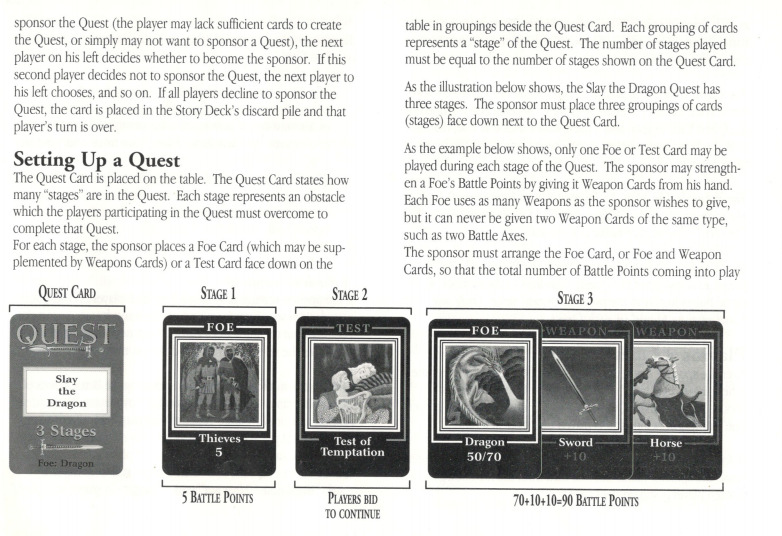 sponsor the Quest (the player may lack sufficient cards to create
the Quest, or simply may not want to sponsor a Quest), the next
player on his left decides whether to become the sponsor. If this
second player decides not to sponsor the Quest, the next player to
his left chooses, and so on. If all players decline to sponsor the
Quest, the card is placed in the Story Deck's discard pile and that
player's turn is over.
Setting Up a Quest
The Quest Card is placed on the table. The Quest Card states how
many "stages" are in the Quest. Each stage represents an obstacle
which the players participating in the Quest must overcome to
complete that Quest.
For each stage, the sponsor places a Foe Card (which may be sup-
plemented by Weapons Cards) or a Test Card face down on the
table in groupings beside the Quest Card. Each grouping of cards
represents a "stage" of the Quest. The number of stages played
must be equal to the number of stages shown on the Quest Card.
As the illustration below shows, the Slay the Dragon Quest has
three stages. The sponsor must place three groupings of cards
(stages) face down next to the Quest Card.
As the example below shows, only one Foe or Test Card may be
played during each stage of the Quest. The sponsor may strength-
en a Foe's Battle Points by giving it Weapon Cards from his hand.
Each Foe uses as many Weapons as the sponsor wishes to give,
but it can never be given two Weapon Cards of the same type,
such as two Battle Axes.
The sponsor must arrange the Foe Card, or Foe and Weapon
Cards, so that the total number of Battle Points coming into play
QUEST CARD
QUEST
Slay
the
Dragon
3 Stages
Foe: Dragon
STAGE 1
FOE
Thieves
5
5 BATTLE POINTS
STAGE 2
TEST
Test of
Temptation
PLAYERS BID
TO CONTINUE
STAGE 3
FOE
Dragon
50/70
WEAPON
Sword
+10
WEAPON
Horse
+10
70+10+10=90 BATTLE POINTS